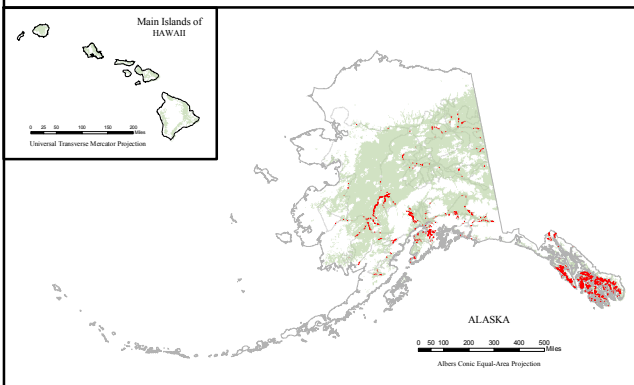 Main Islands of
HAWAII
0 25 50 100 150 200
Miles
Universal Transverse Mercator Projection
ALASKA
0 50 100 200 300 400 500
Miles
Albers Conic Equal-Area Projection